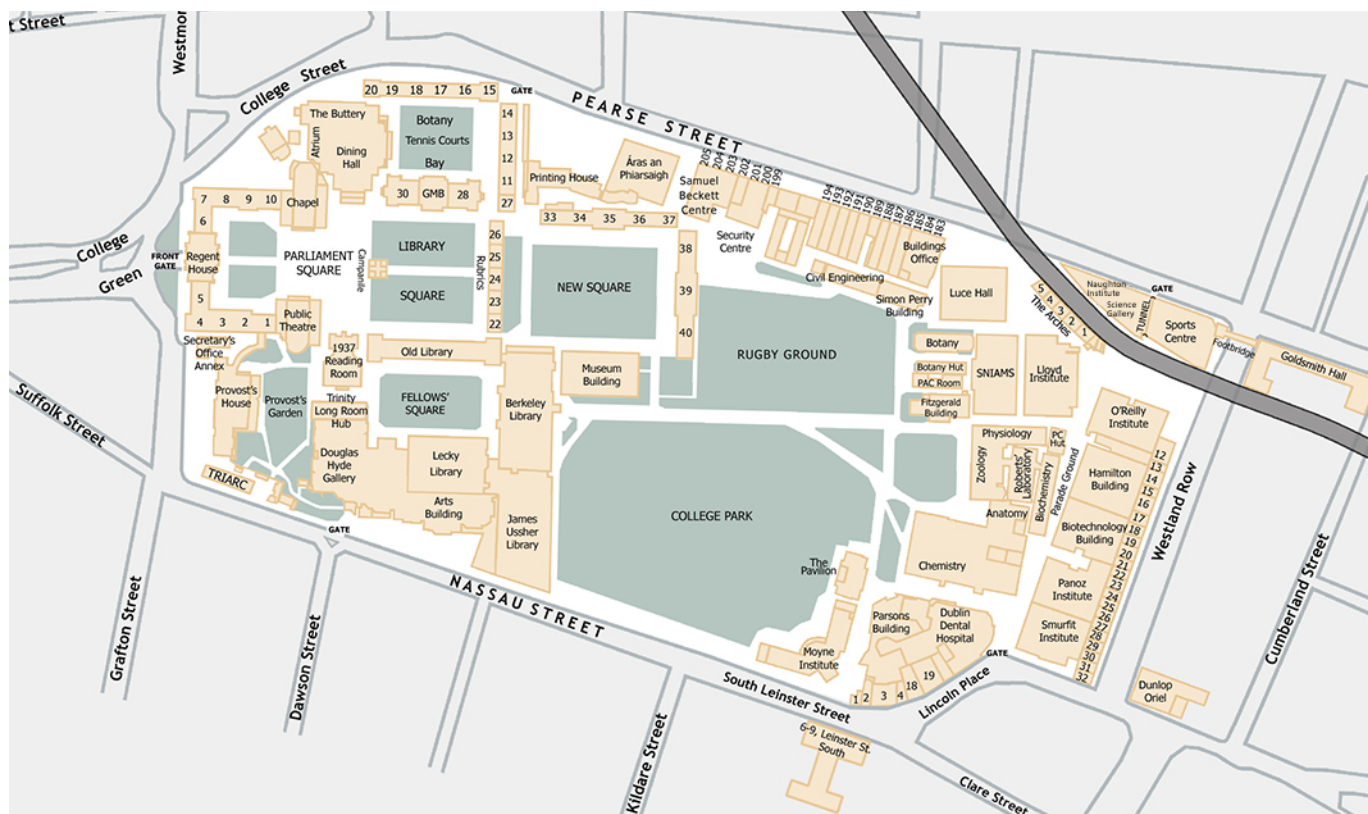 t Street
Westmor
College Street
20 19 18 17 16 15
GATE
PEARSE STREET
The Buttery
Atrium
Dining
Hall
Botany
Tennis Courts
Bay
14
13
12
11
27
Printing House
Áras an
Phiarsaigh
Samuel
Beckett
Centre
205
204
203
202
201
200
199
194
193
192
191
190
189
188
187
186
185
184
183
7 8 9 10
6
Chapel
30 GMB 28
33 34 35 36 37
Security
Centre
Buildings
Office
College
Green
FRONT
GATE
Regent
House
PARLIAMENT
SQUARE
Campanile
LIBRARY
SQUARE
Rubrics
26
25
24
23
22
NEW SQUARE
38
39
40
Civil Engineering
Simon Perry
Building
Luce Hall
5
4
3
2
1
The Arches
Naughton
Institute
Science
Gallery
GATE
TUNNEL
Sports
Centre
Footbridge
Goldsmith Hall
5
4 3 2 1
Public
Theatre
Secretary's
Office
Annex
1937
Reading
Room
Old Library
RUGBY GROUND
Botany
Botany Hut
PAC Room
Fitzgerald
Building
SNIAMS
Lloyd
Institute
Museum
Building
Suffolk Street
Provost's
House
Provost's
Garden
Trinity
Long Room
Hub
FELLOWS'
SQUARE
Berkeley
Library
O'Reilly
Institute
Physiology
PC
Hut
Zoology
Roberts'
Laboratory
Biochemistry
Parade Ground
Anatomy
Hamilton
Building
Biotechnology
Building
12
13
14
15
16
17
18
19
20
21
22
23
24
25
26
27
28
29
30
31
32
Westland Row
TRIARC
Douglas
Hyde
Gallery
Lecky
Library
Arts
Building
James
Ussher
Library
COLLEGE PARK
GATE
The
Pavilion
Chemistry
Panoz
Institute
Smurfit
Institute
NASSAU STREET
Parsons
Building
Dublin
Dental
Hospital
Moyne
Institute
GATE
1 2 3 4 18 19
Lincoln Place
South Leinster Street
Dunlop
Oriel
Cumberland Street
Grafton Street
Dawson Street
Kildare Street
6-9, Leinster St.
South
Clare Street